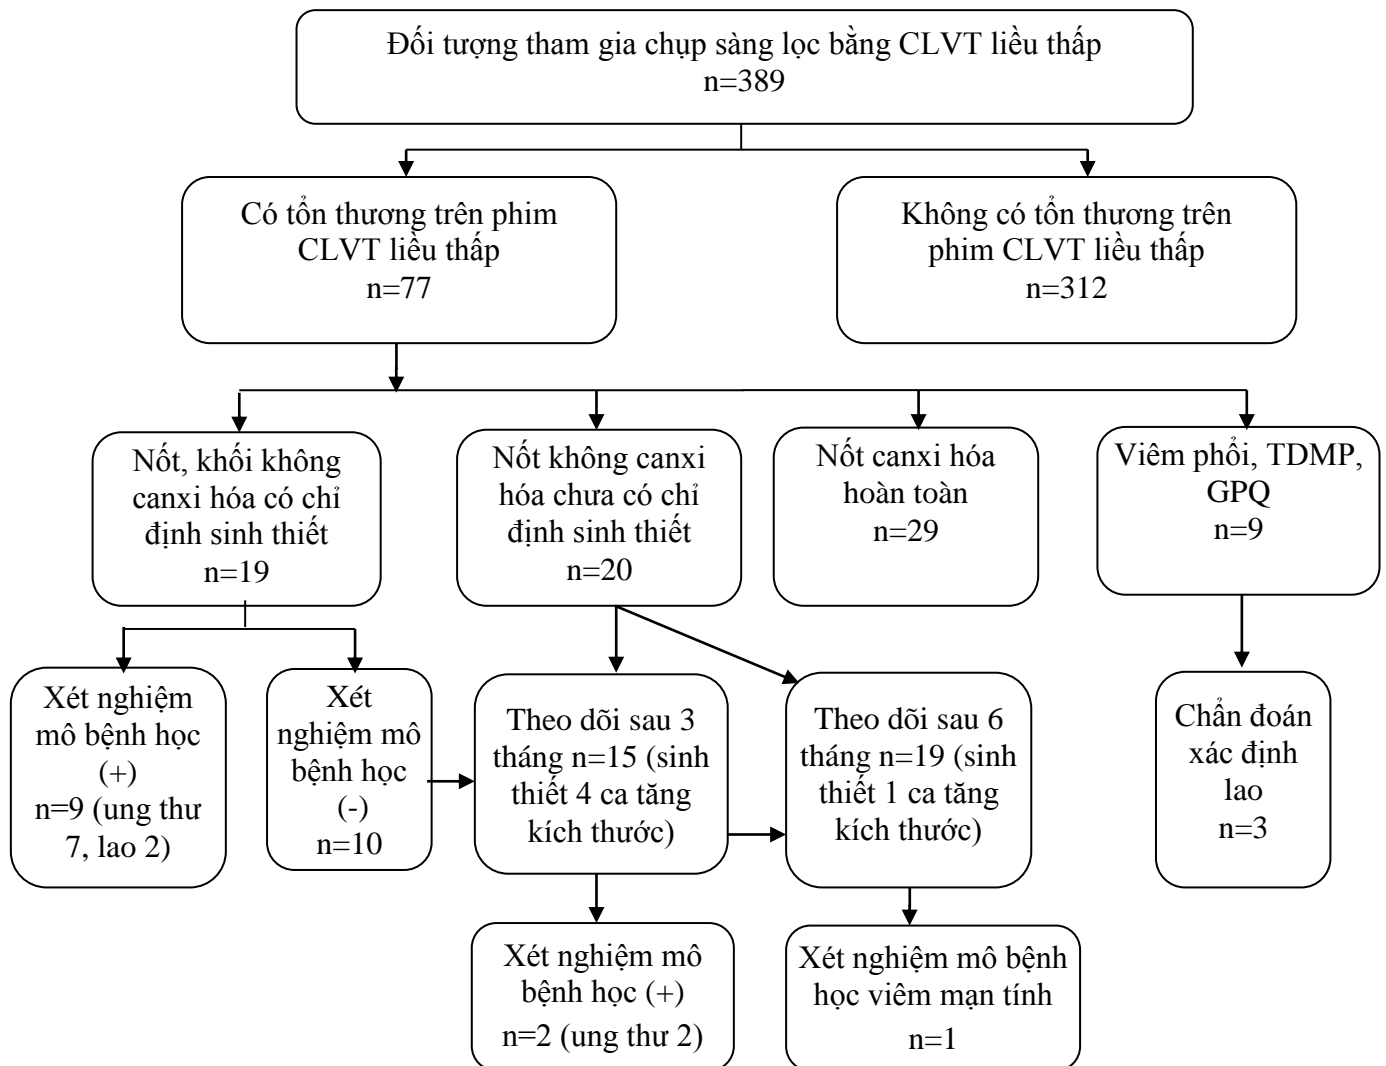 Đối tượng tham gia chụp sàng lọc bằng CLVT liều thấp
n=389
Có tổn thương trên phim
CLVT liều thấp
n=77
Không có tổn thương trên
phim CLVT liều thấp
n=312
Nốt, khối không
canxi hóa có chỉ
định sinh thiết
n=19
Nốt không canxi
hóa chưa có chỉ
định sinh thiết
n=20
Nốt canxi hóa
hoàn toàn
n=29
Viêm phổi, TDMP,
GPQ
n=9
Xét nghiệm
mô bệnh học
(+)
n=9 (ung thư
7, lao 2)
Xét
nghiệm mô
bệnh học
(-)
n=10
Theo dõi sau 3
tháng n=15 (sinh
thiết 4 ca tăng
kích thước)
Theo dõi sau 6
tháng n=19 (sinh
thiết 1 ca tăng
kích thước)
Chẩn đoán
xác định
lao
n=3
Xét nghiệm mô
bệnh học (+)
n=2 (ung thư 2)
Xét nghiệm mô bệnh
học viêm mạn tính
n=1